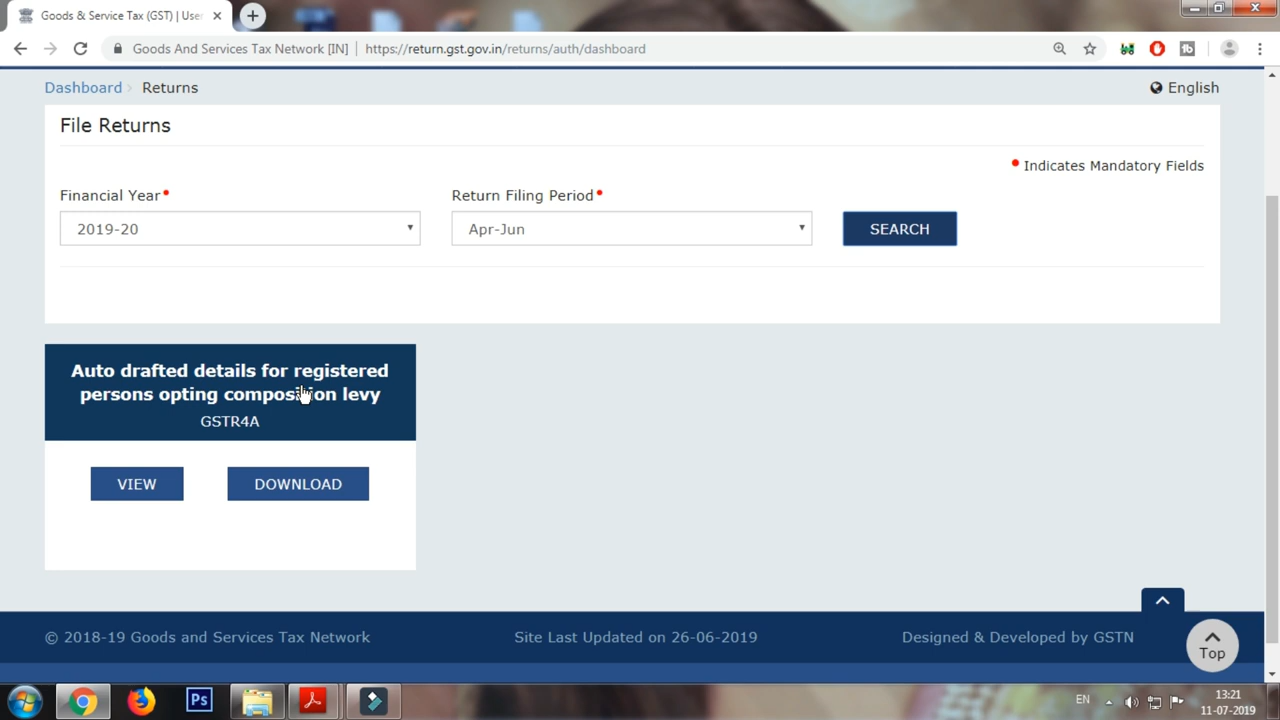 Goods & Service Tax (GST) | User
Goods And Services Tax Network [IN] | https://return.gst.gov.in/returns/auth/dashboard
Dashboard > Returns
English
File Returns
• Indicates Mandatory Fields
Financial Year •
Return Filing Period •
2019-20
Apr-Jun
SEARCH
Auto drafted details for registered
persons opting composition levy
GSTR4A
VIEW
DOWNLOAD
© 2018-19 Goods and Services Tax Network
Site Last Updated on 26-06-2019
Designed & Developed by GSTN
Top
Ps
EN
13:21
11-07-2019